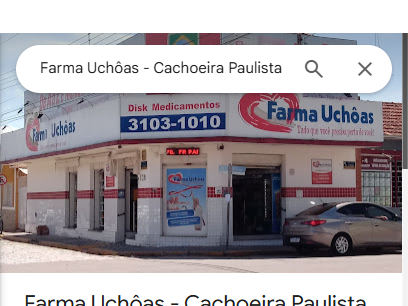 Farma Uchôas - Cachoeira Paulista
Disk Medicamentos
3103-1010
Farma Uchôas
Farma Uchôas
Tudo que você precisa perto de você!
Farma Uchôas - Cachoeira Paulista